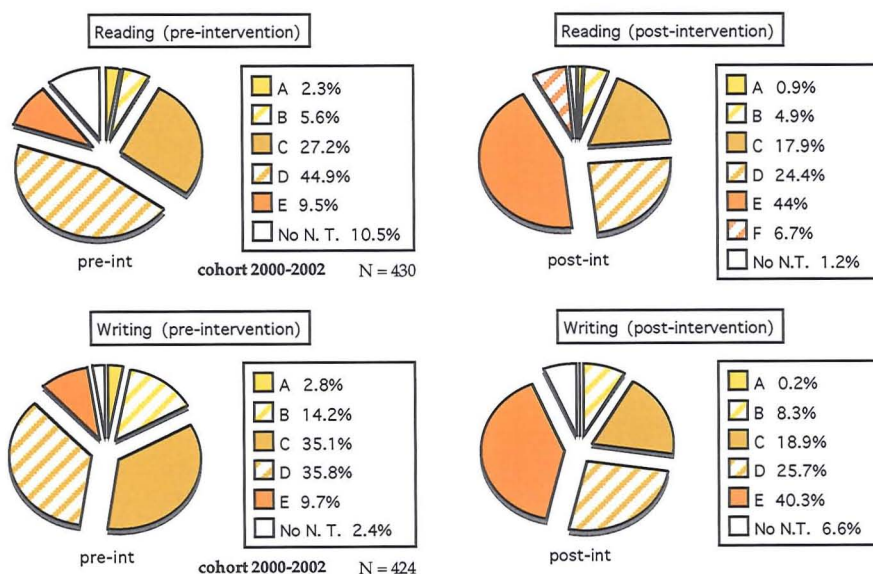 Reading (pre-intervention)
A 2.3%
B 5.6%
C 27.2%
D 44.9%
E 9.5%
No N. T. 10.5%
pre-int
cohort 2000-2002 N = 430
Reading (post-intervention)
A 0.9%
B 4.9%
C 17.9%
D 24.4%
E 44%
F 6.7%
No N.T. 1.2%
post-int
Writing (pre-intervention)
A 2.8%
B 14.2%
C 35.1%
D 35.8%
E 9.7%
No N. T. 2.4%
pre-int
cohort 2000-2002 N = 424
Writing (post-intervention)
A 0.2%
B 8.3%
C 18.9%
D 25.7%
E 40.3%
No N.T. 6.6%
post-int